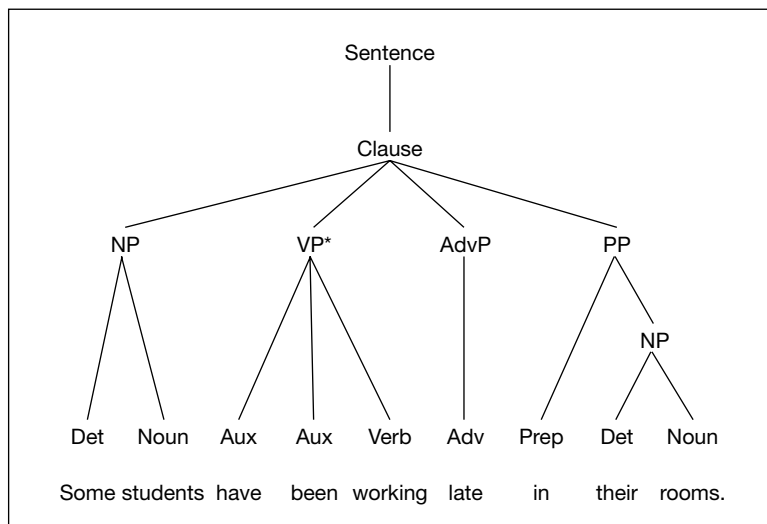 Sentence
Clause
NP VP* AdvP PP
NP
Det Noun Aux Aux Verb Adv Prep Det Noun
Some students have been working late in their rooms.